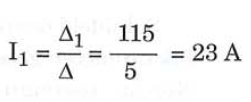 I₁ = Δ₁/Δ = 115/5 = 23 A